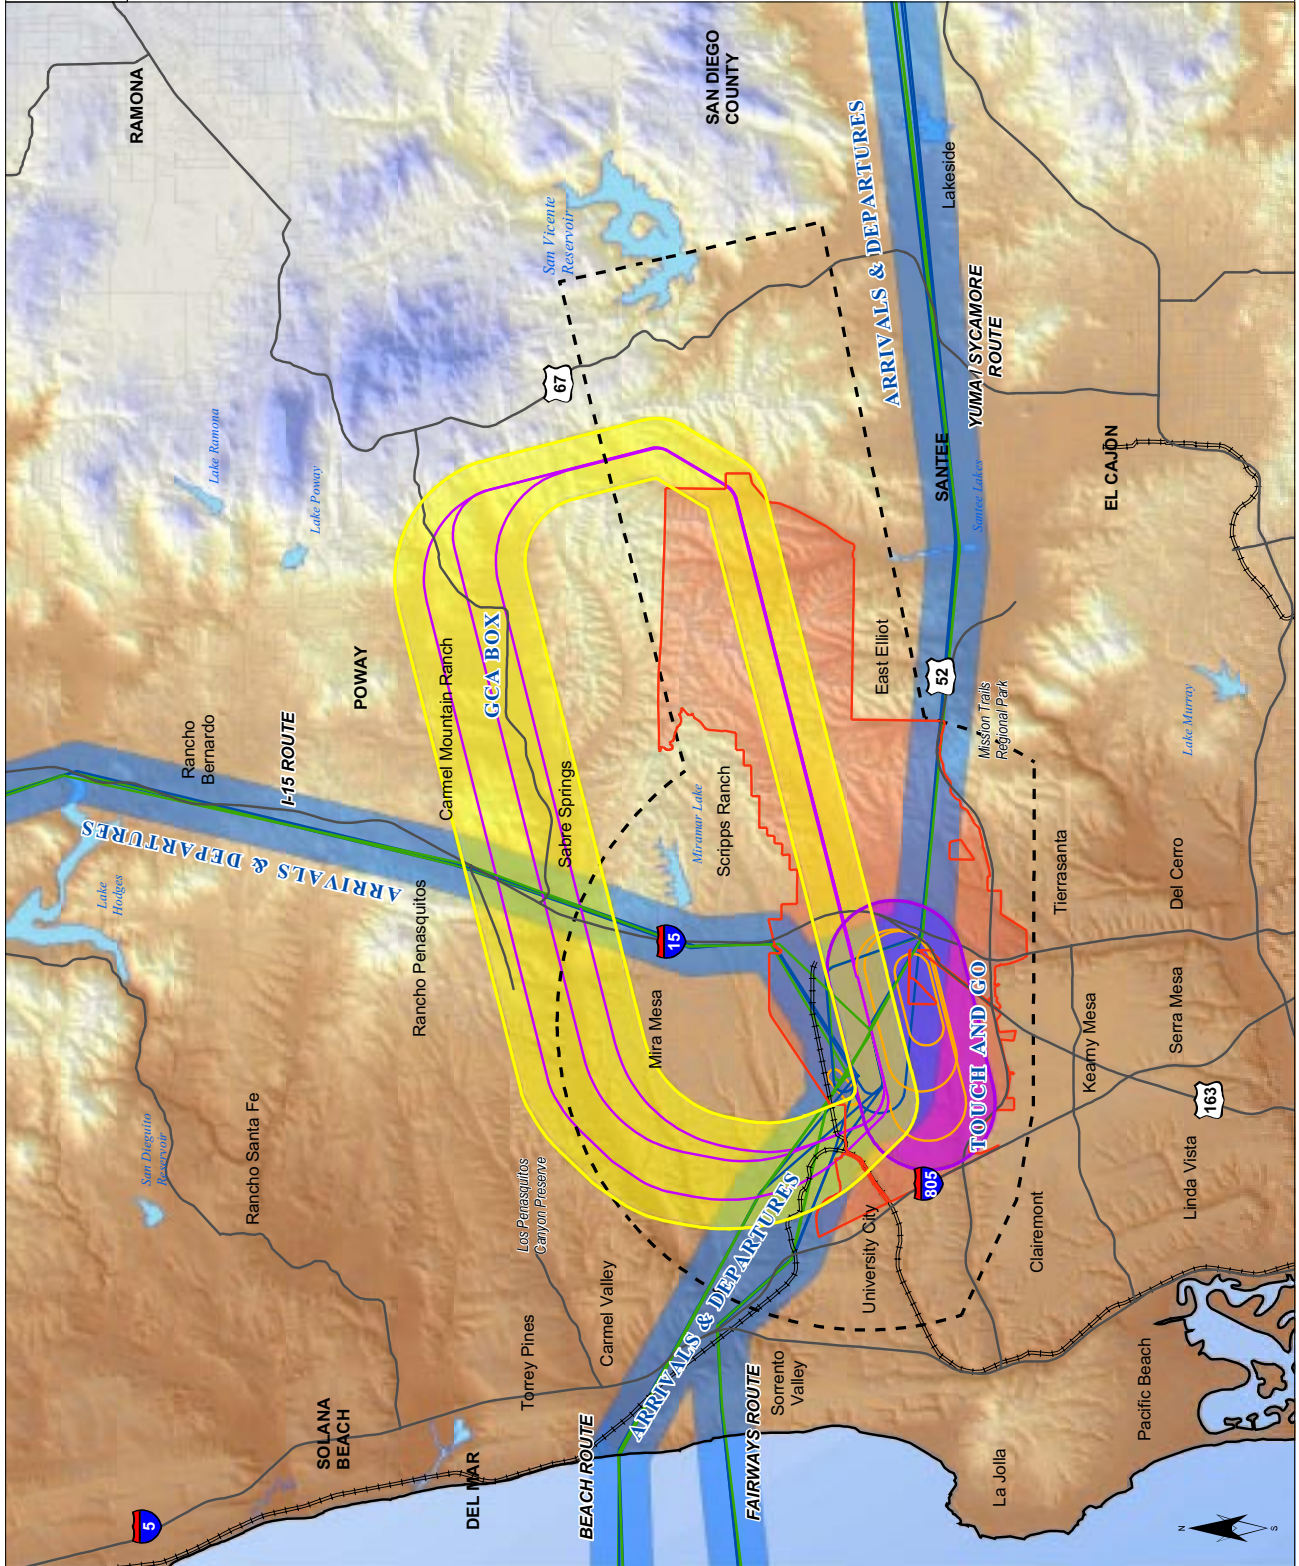 RAMONA
SAN DIEGO
COUNTY
San Vicente
Reservoir
ARRIVALS & DEPARTURES
Lakeside
YUMA / SYCAMORE
ROUTE
67
Lake Ramona
Lake Poway
SANTEE
Santee Lakes
EL CAJON
POWAY
Carmel Mountain Ranch
GCA BOX
East Elliot
52
Mission Trails
Regional Park
Lake Murray
Rancho
Bernardo
I-15 ROUTE
ARRIVALS & DEPARTURES
Lake
Hodges
Sabre Springs
Miramar Lake
Scripps Ranch
Tierrasanta
Del Cerro
Rancho Penasquitos
15
Mira Mesa
TOUCH AND GO
Kearny Mesa
Serra Mesa
163
San Dieguito
Reservoir
Rancho Santa Fe
Los Penasquitos
Canyon Preserve
805
University City
Clairemont
Linda Vista
Carmel Valley
Torrey Pines
ARRIVALS & DEPARTURES
Sorrento
Valley
Pacific Beach
La Jolla
SOLANA
BEACH
DEL MAR
BEACH ROUTE
FAIRWAYS ROUTE
5
N
S